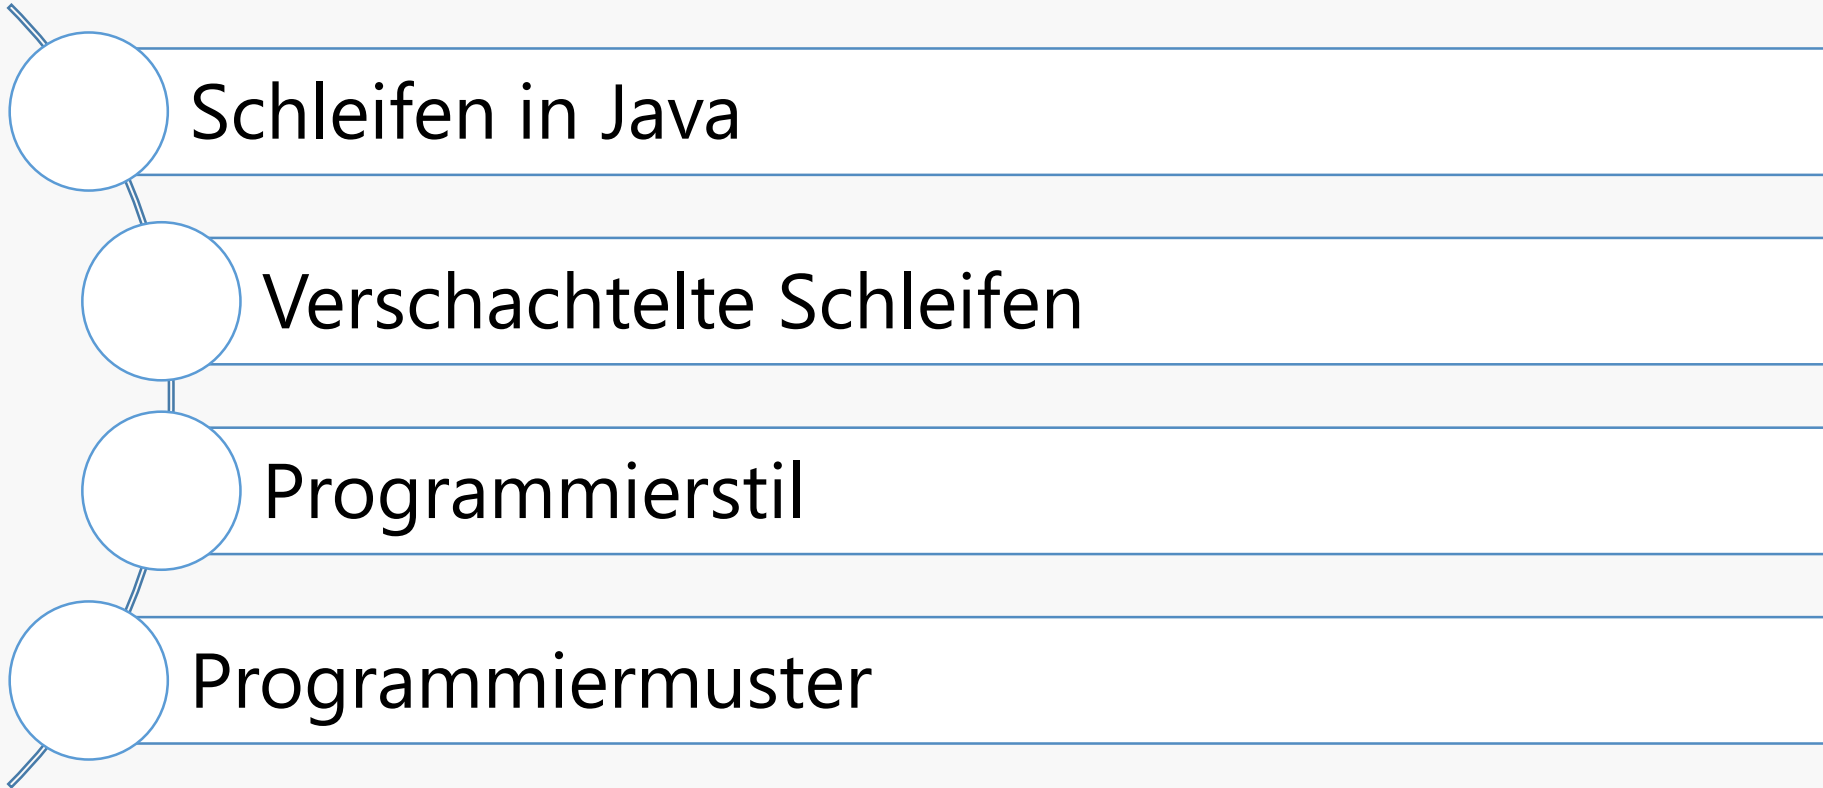 Schleifen in Java
Verschachtelte Schleifen
Programmierstil
Programmiermuster